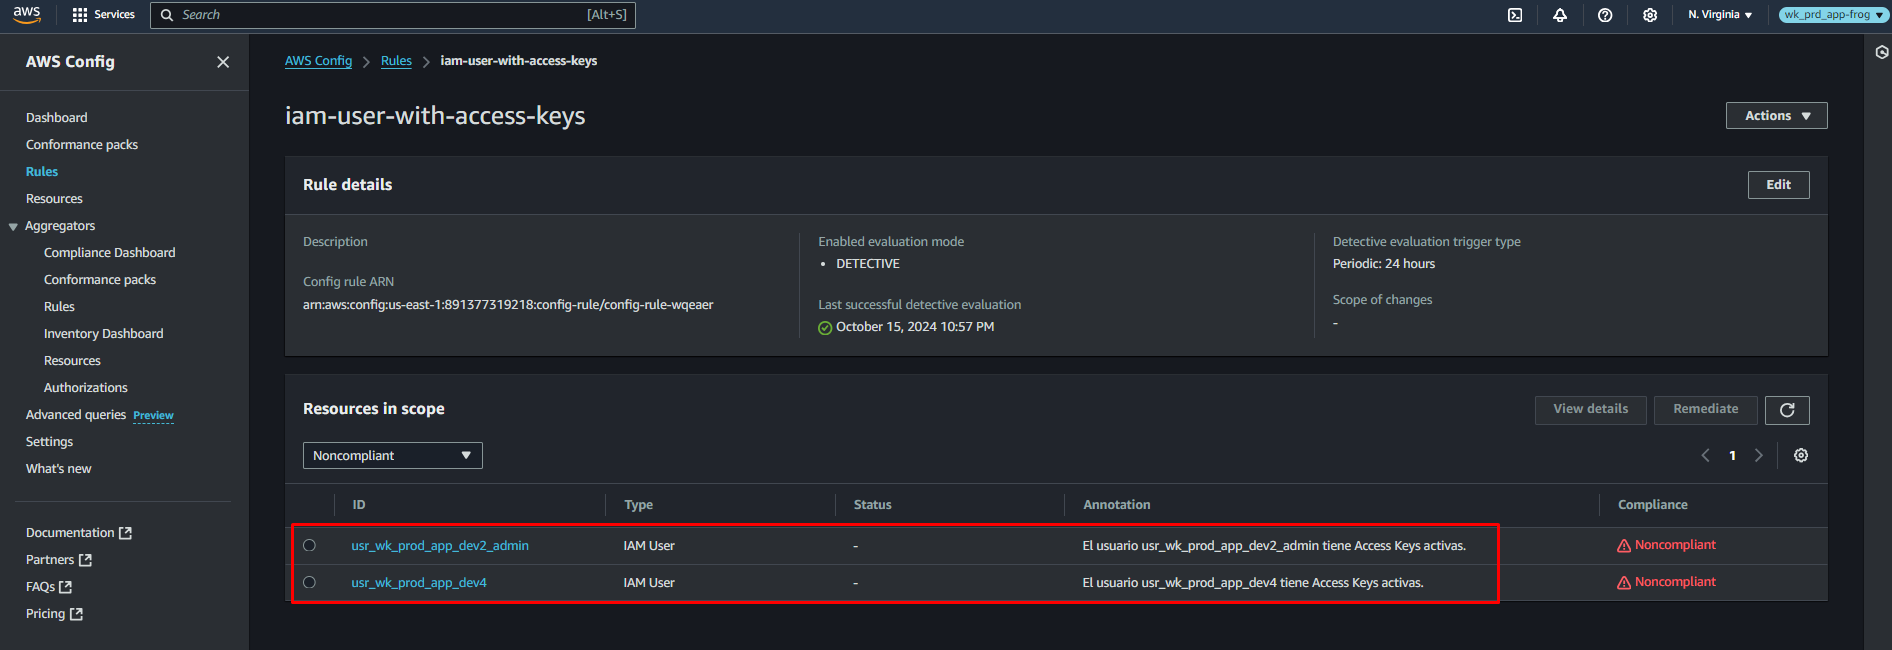 aws
Services
Search
[Alt+S]
N. Virginia
wk_prd_app-frog
AWS Config
Dashboard
Conformance packs
Rules
Resources
Aggregators
Compliance Dashboard
Conformance packs
Rules
Inventory Dashboard
Resources
Authorizations
Advanced queries Preview
Settings
What's new
Documentation
Partners
FAQs
Pricing
AWS Config > Rules > iam-user-with-access-keys
iam-user-with-access-keys
Actions
Rule details
Edit
Description
Config rule ARN
arn:aws:config:us-east-1:891377319218:config-rule/config-rule-wqeaer
Enabled evaluation mode
• DETECTIVE
Last successful detective evaluation
October 15, 2024 10:57 PM
Detective evaluation trigger type
Periodic: 24 hours
Scope of changes
-
Resources in scope
View details
Remediate
Noncompliant
1
ID Type Status Annotation Compliance
usr_wk_prod_app_dev2_admin IAM User - El usuario usr_wk_prod_app_dev2_admin tiene Access Keys activas. Noncompliant
usr_wk_prod_app_dev4 IAM User - El usuario usr_wk_prod_app_dev4 tiene Access Keys activas. Noncompliant